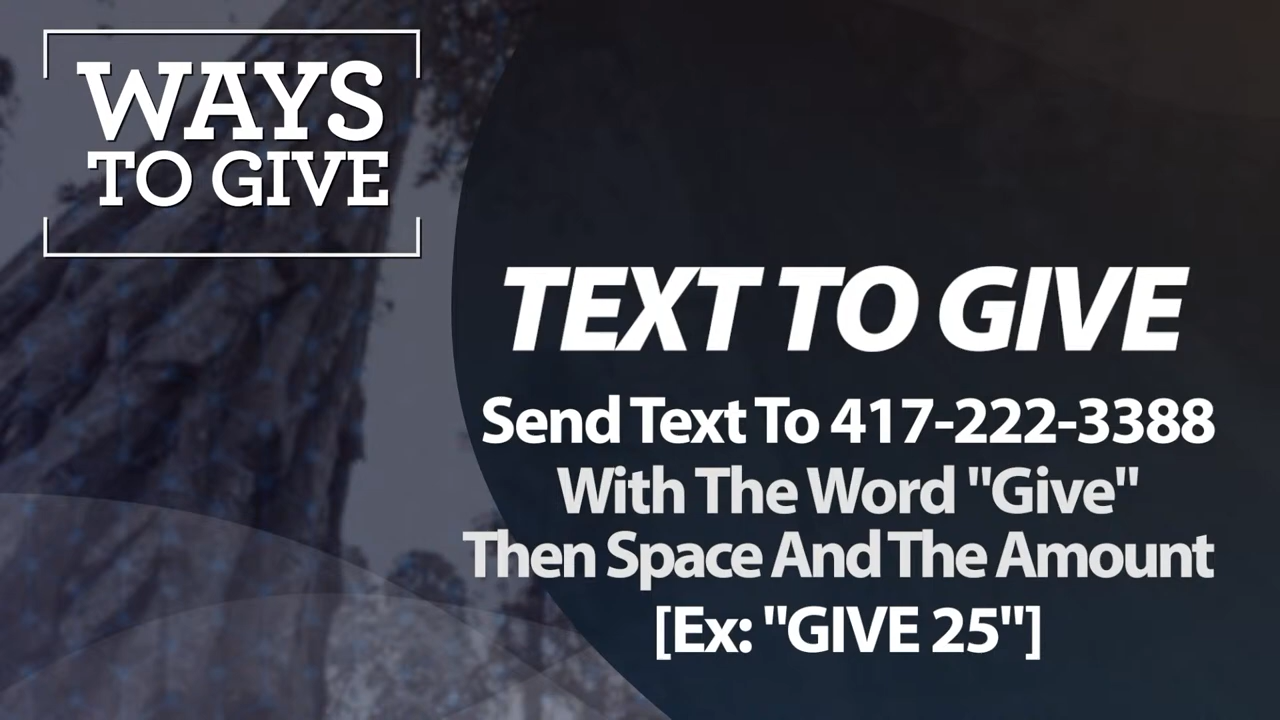 WAYS
TO GIVE
TEXT TO GIVE
Send Text To 417-222-3388
With The Word "Give"
Then Space And The Amount
[Ex: "GIVE 25"]